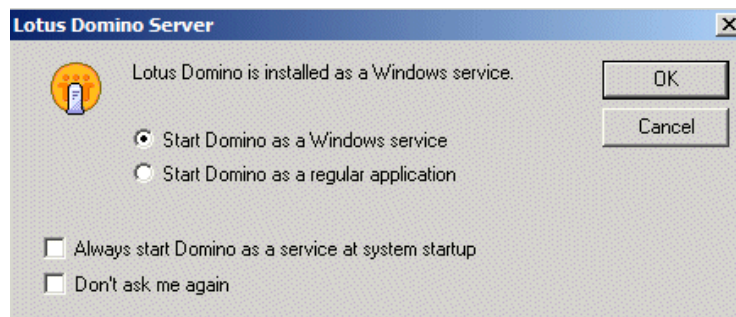 Lotus Domino Server
Lotus Domino is installed as a Windows service.
OK
Cancel
Start Domino as a Windows service
Start Domino as a regular application
Always start Domino as a service at system startup
Don't ask me again